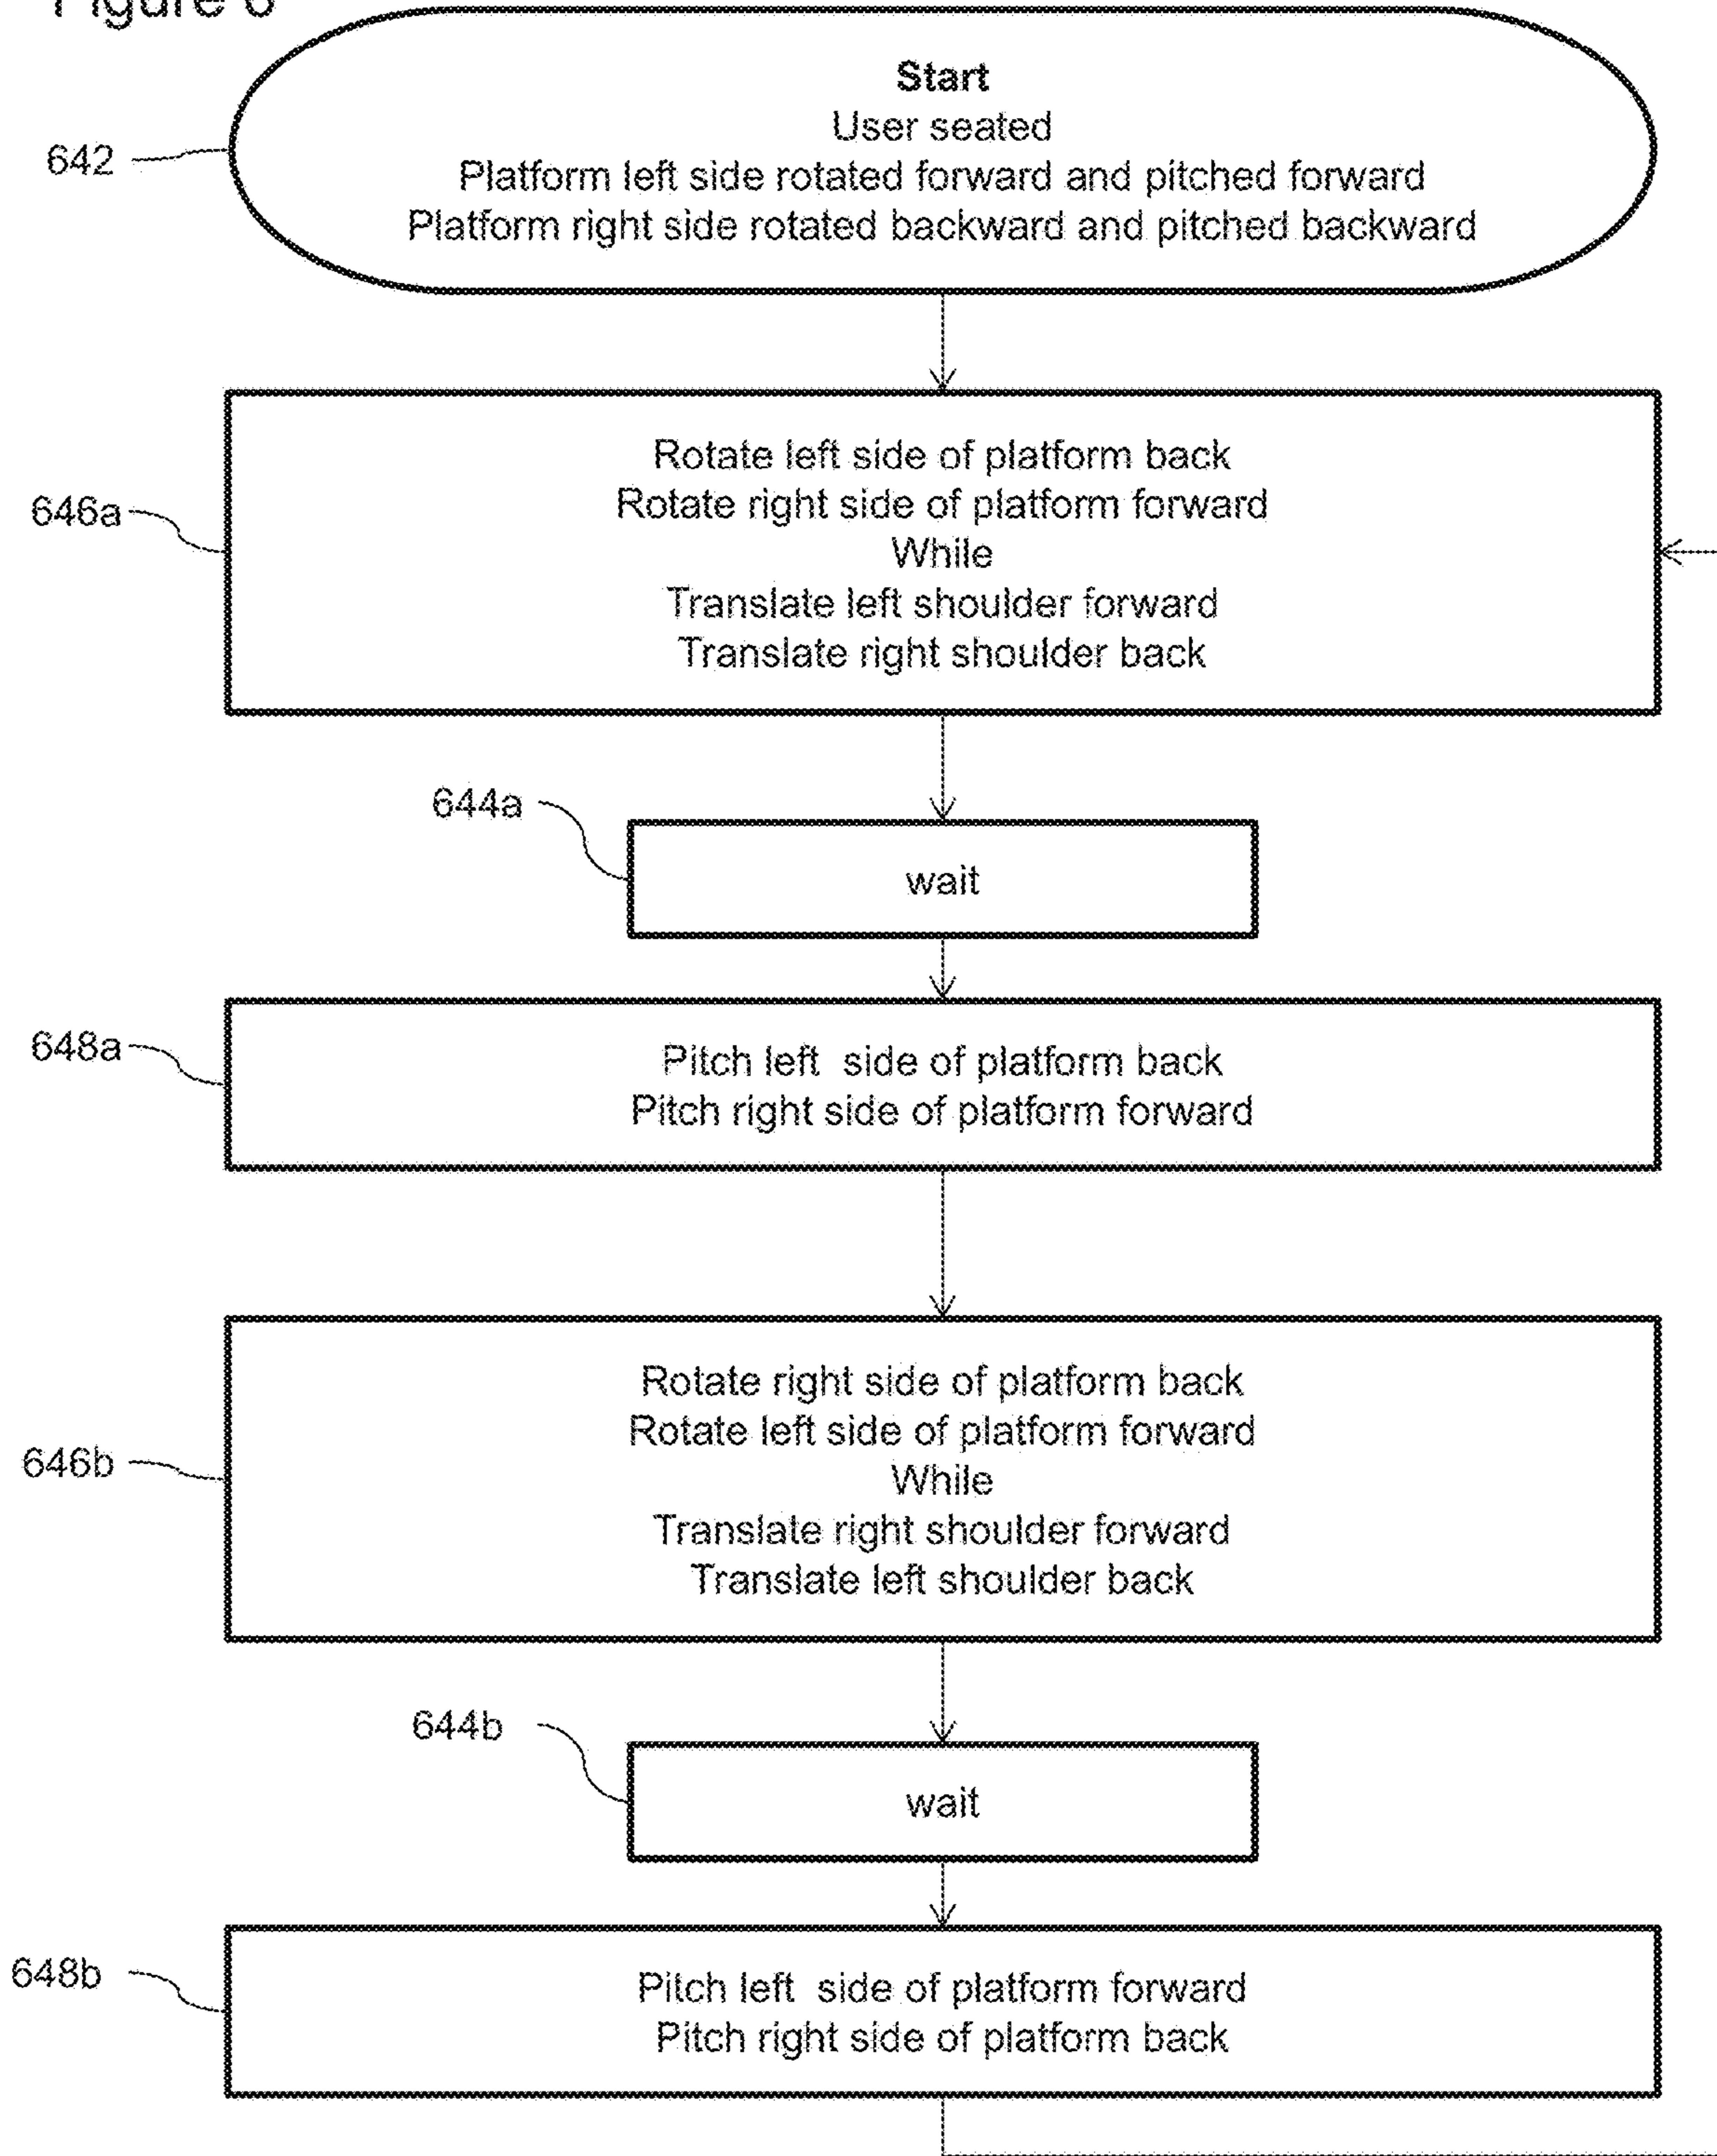 Figure 6
Start
User seated
642
Platform left side rotated forward and pitched forward
Platform right side rotated backward and pitched backward
Rotate left side of platform back
Rotate right side of platform forward
646a
While
Translate left shoulder forward
Translate right shoulder back
644a
wait
648a
Pitch left side of platform back
Pitch right side of platform forward
Rotate right side of platform back
Rotate left side of platform forward
646b
While
Translate right shoulder forward
Translate left shoulder back
644b
wait
648b
Pitch left side of platform forward
Pitch right side of platform back